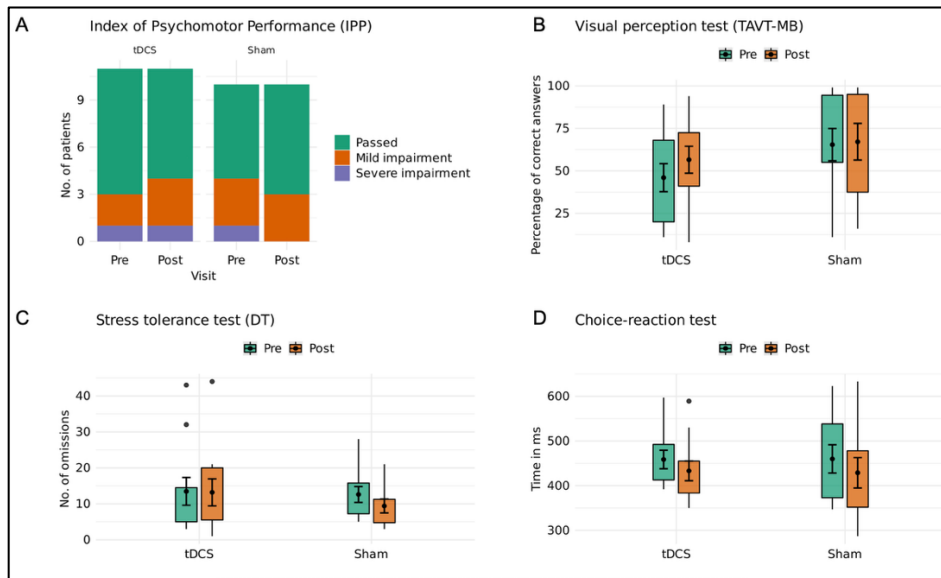 A
Index of Psychomotor Performance (IPP)
tDCS
Sham
No. of patients
9
6
3
0
Pre
Post
Pre
Post
Visit
Passed
Mild impairment
Severe impairment
B
Visual perception test (TAVT-MB)
Pre
Post
Percentage of correct answers
100
75
50
25
tDCS
Sham
C
Stress tolerance test (DT)
Pre
Post
No. of omissions
40
30
20
10
0
tDCS
Sham
D
Choice-reaction test
Pre
Post
Time in ms
600
500
400
300
tDCS
Sham